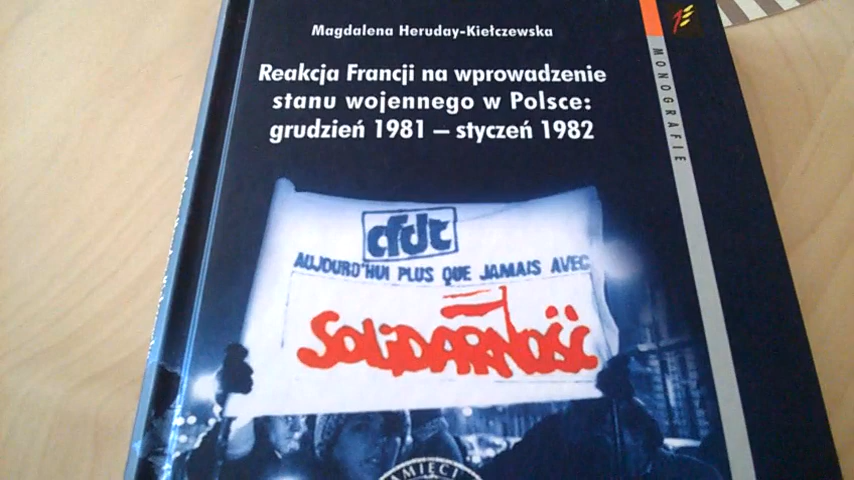 Magdalena Heruday-Kiełczewska
Reakcja Francji na wprowadzenie
stanu wojennego w Polsce:
grudzień 1981 – styczeń 1982
MONOGRAFIE
cfdt
AUJOURD'HUI PLUS QUE JAMAIS AVEC
SOLiDARNOŚĆ